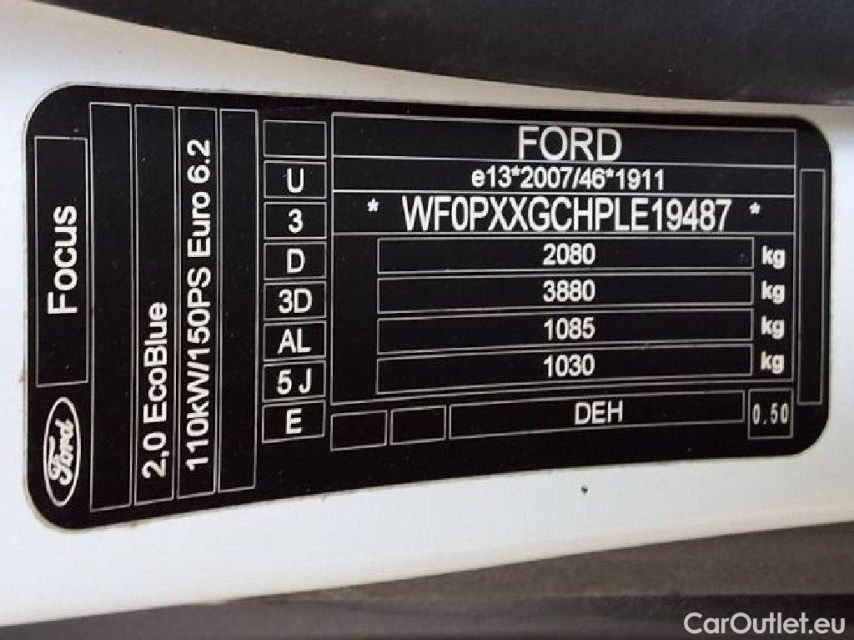 Ford
Focus
2,0 EcoBlue
110kW/150PS Euro 6.2
U
3
D
3D
AL
5 J
E
FORD
e13*2007/46*1911
* WF0PXXGCHPLE19487 *
2080 kg
3880 kg
1085 kg
1030 kg
DEH
0.50
CarOutlet.eu